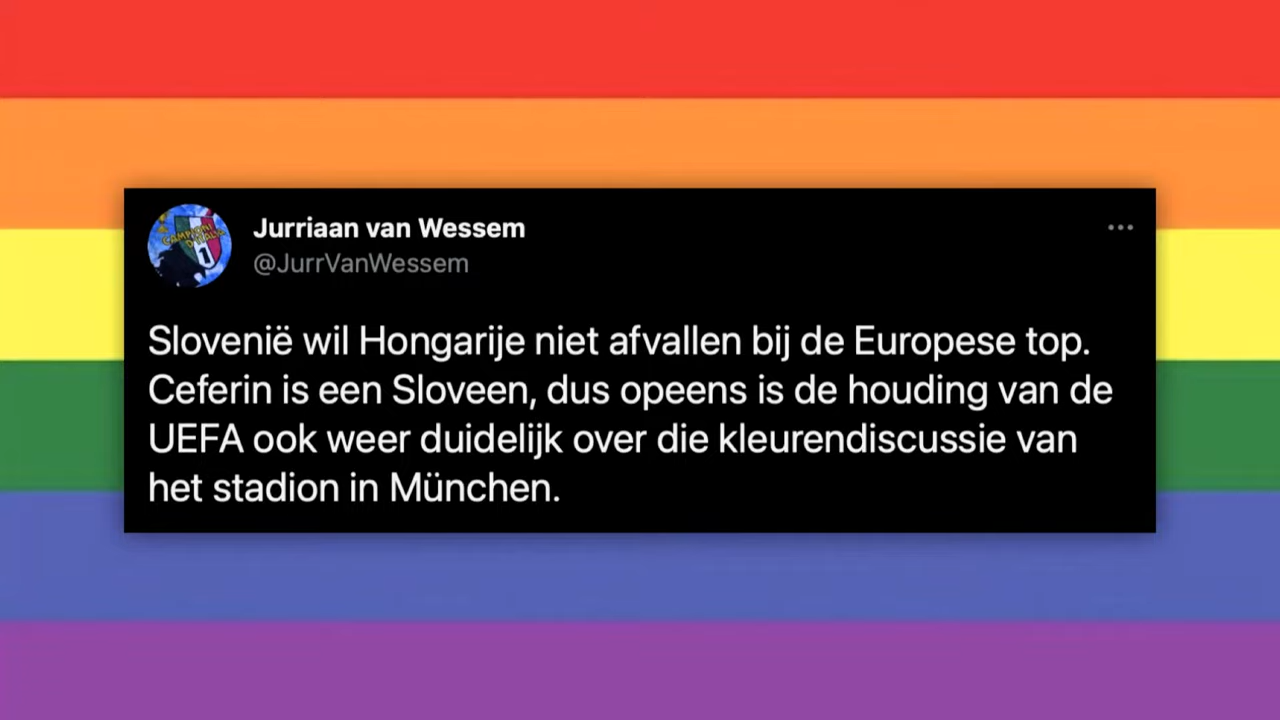 Jurriaan van Wessem
@JurrVanWessem
Slovenië wil Hongarije niet afvallen bij de Europese top.
Ceferin is een Sloveen, dus opeens is de houding van de
UEFA ook weer duidelijk over die kleurendiscussie van
het stadion in München.